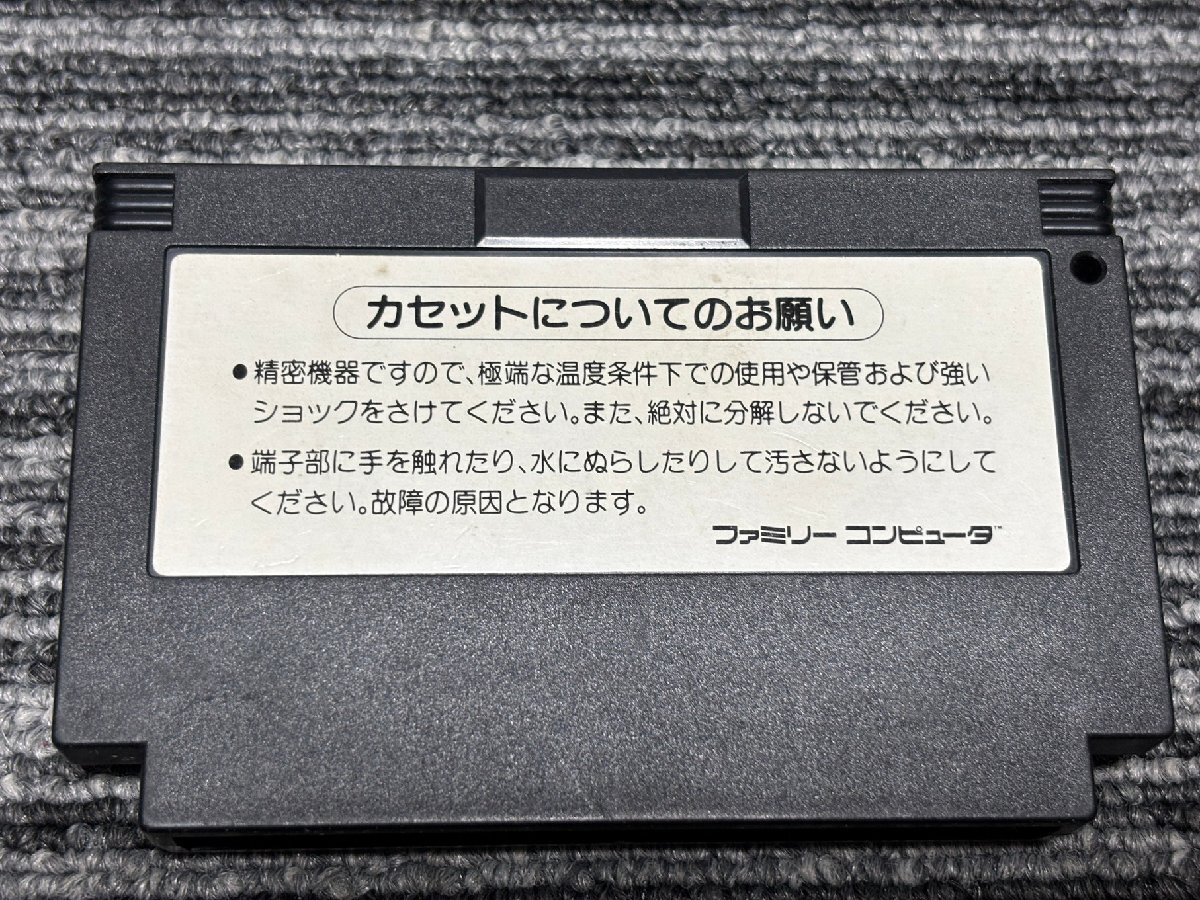 カセットについてのお願い
●精密機器ですので、極端な温度条件下での使用や保管および強い
ショックをさけてください。また、絶対に分解しないでください。
●端子部に手を触れたり、水にぬらしたりして汚さないようにして
ください。故障の原因となります。
ファミリー コンピュータ™